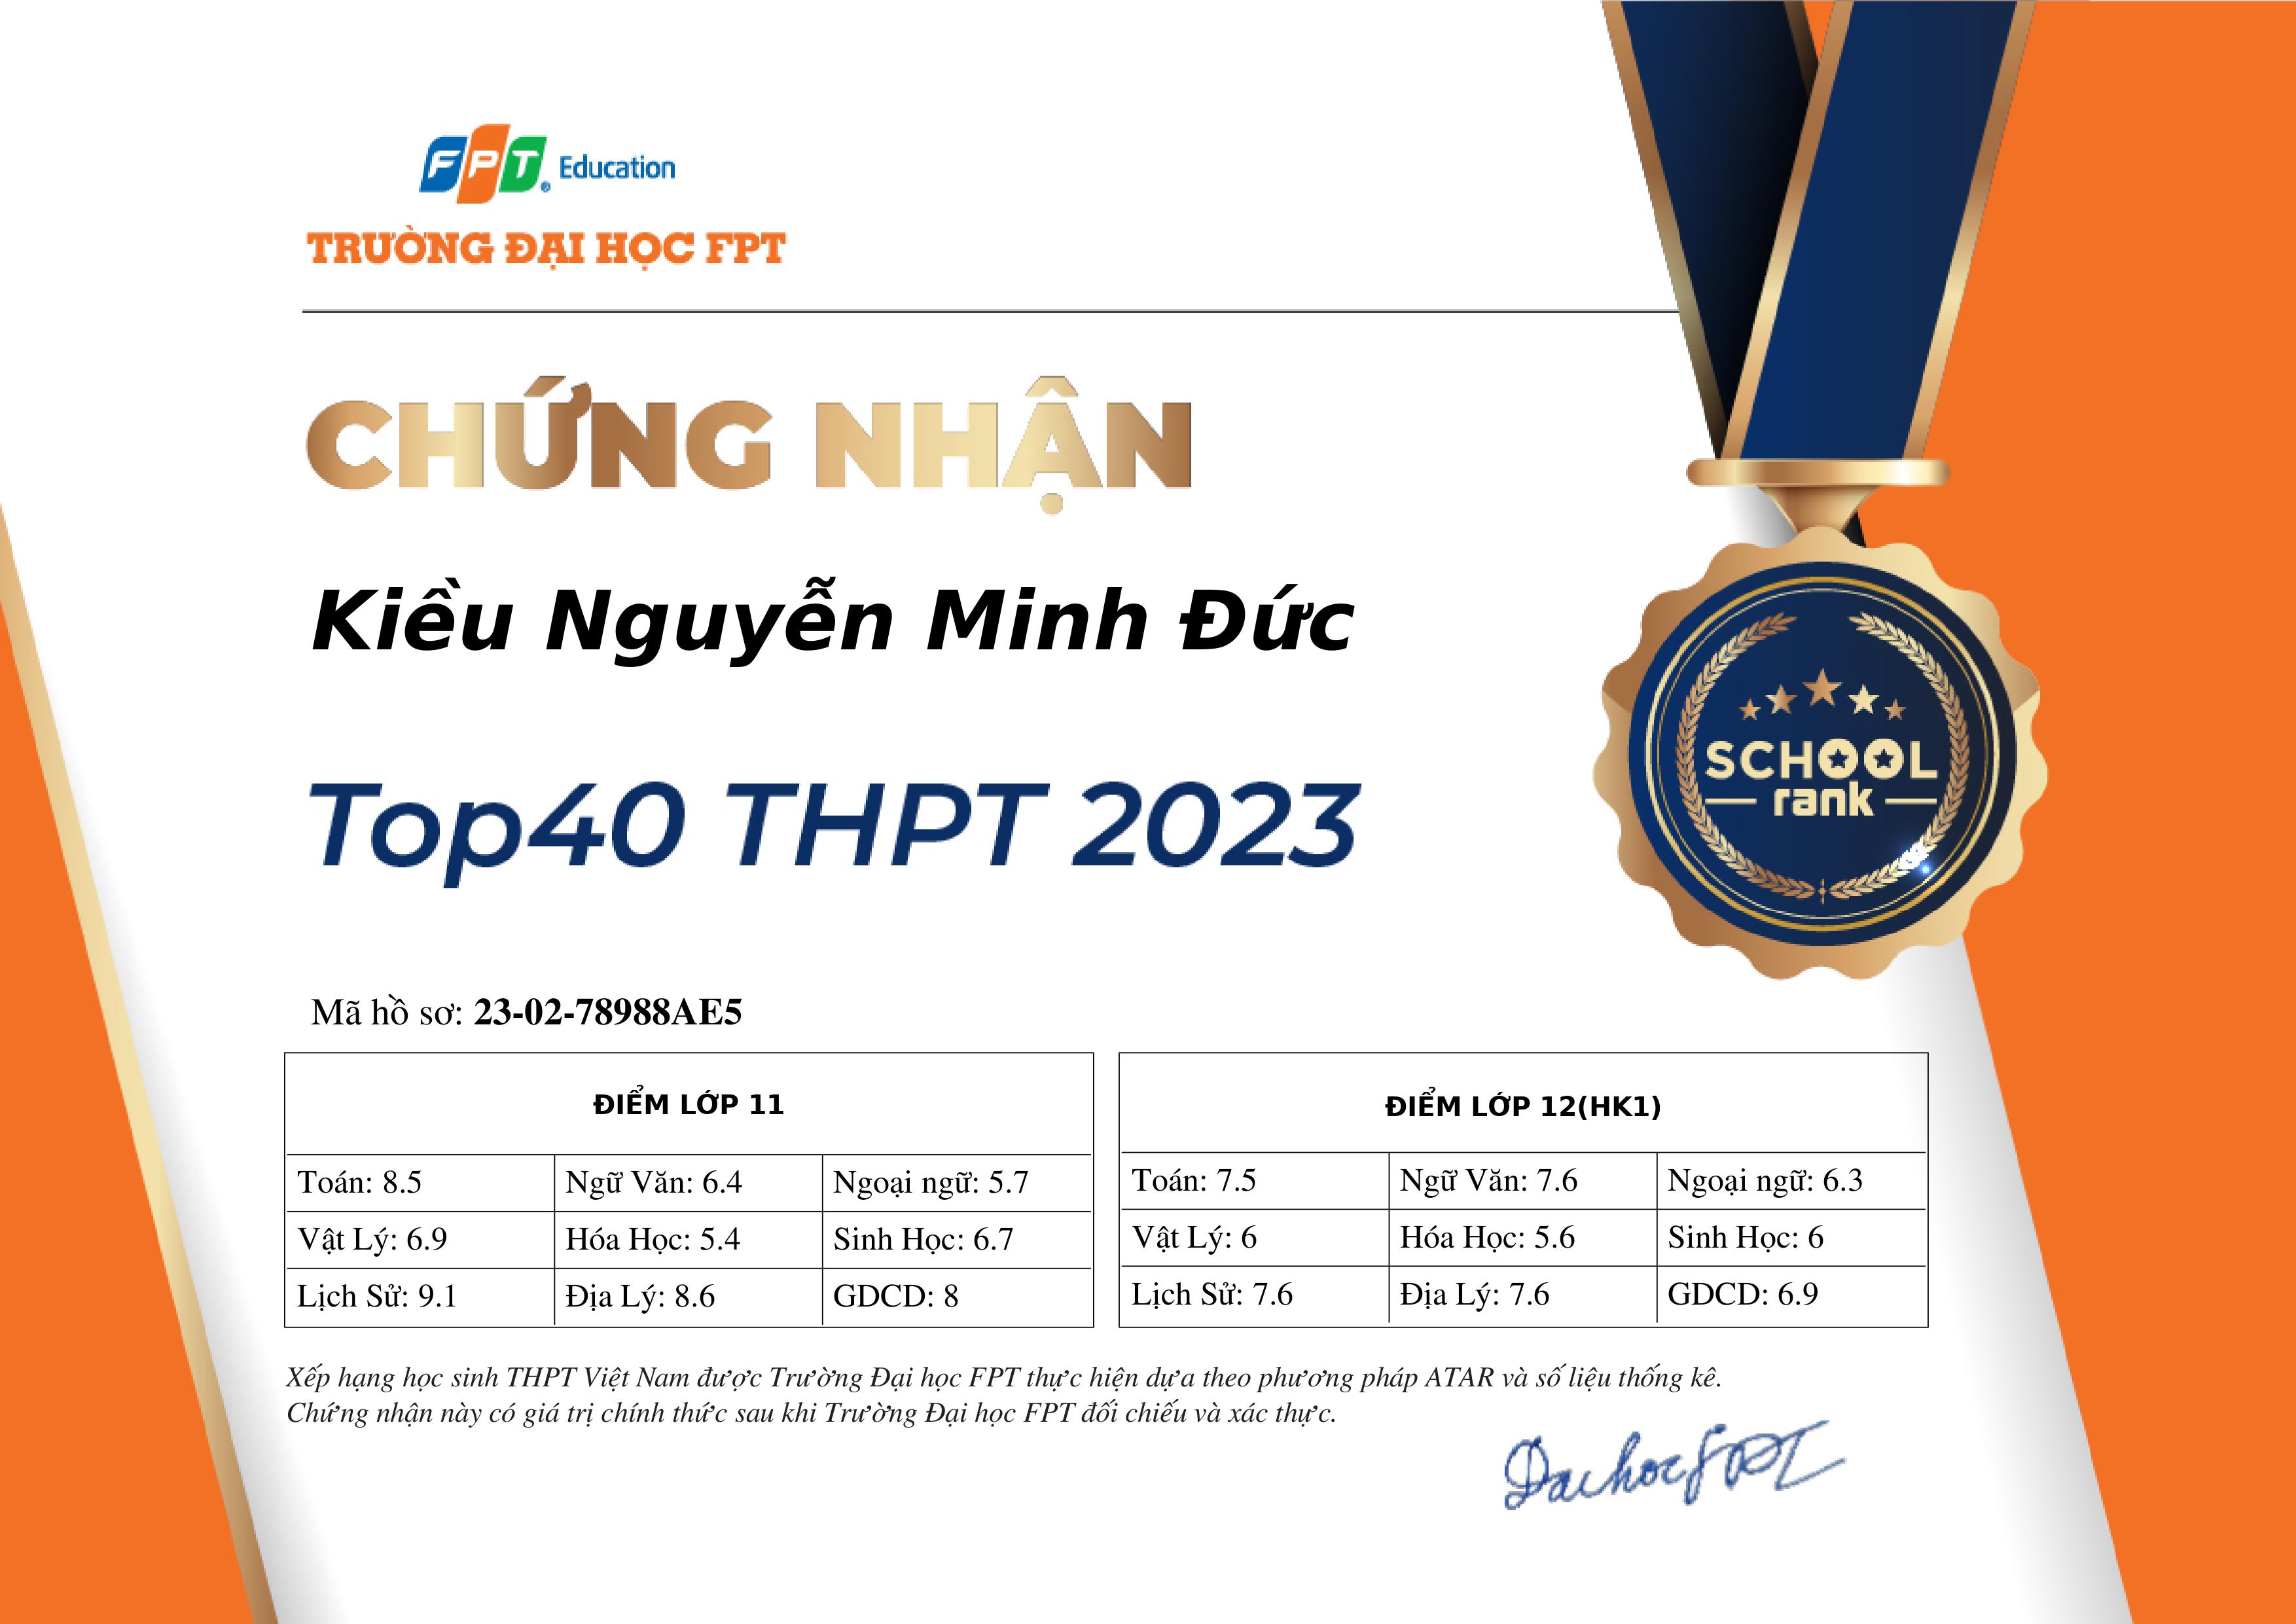 FPT Education
TRƯỜNG ĐẠI HỌC FPT
CHỨNG NHẬN
Kiều Nguyễn Minh Đức
Top40 THPT 2023
SCHOOL
rank
Mã hồ sơ: 23-02-78988AE5
ĐIỂM LỚP 11
Toán: 8.5 Ngữ Văn: 6.4 Ngoại ngữ: 5.7
Vật Lý: 6.9 Hóa Học: 5.4 Sinh Học: 6.7
Lịch Sử: 9.1 Địa Lý: 8.6 GDCD: 8
ĐIỂM LỚP 12(HK1)
Toán: 7.5 Ngữ Văn: 7.6 Ngoại ngữ: 6.3
Vật Lý: 6 Hóa Học: 5.6 Sinh Học: 6
Lịch Sử: 7.6 Địa Lý: 7.6 GDCD: 6.9
Xếp hạng học sinh THPT Việt Nam được Trường Đại học FPT thực hiện dựa theo phương pháp ATAR và số liệu thống kê.
Chứng nhận này có giá trị chính thức sau khi Trường Đại học FPT đối chiếu và xác thực.
Đai hoc FPT